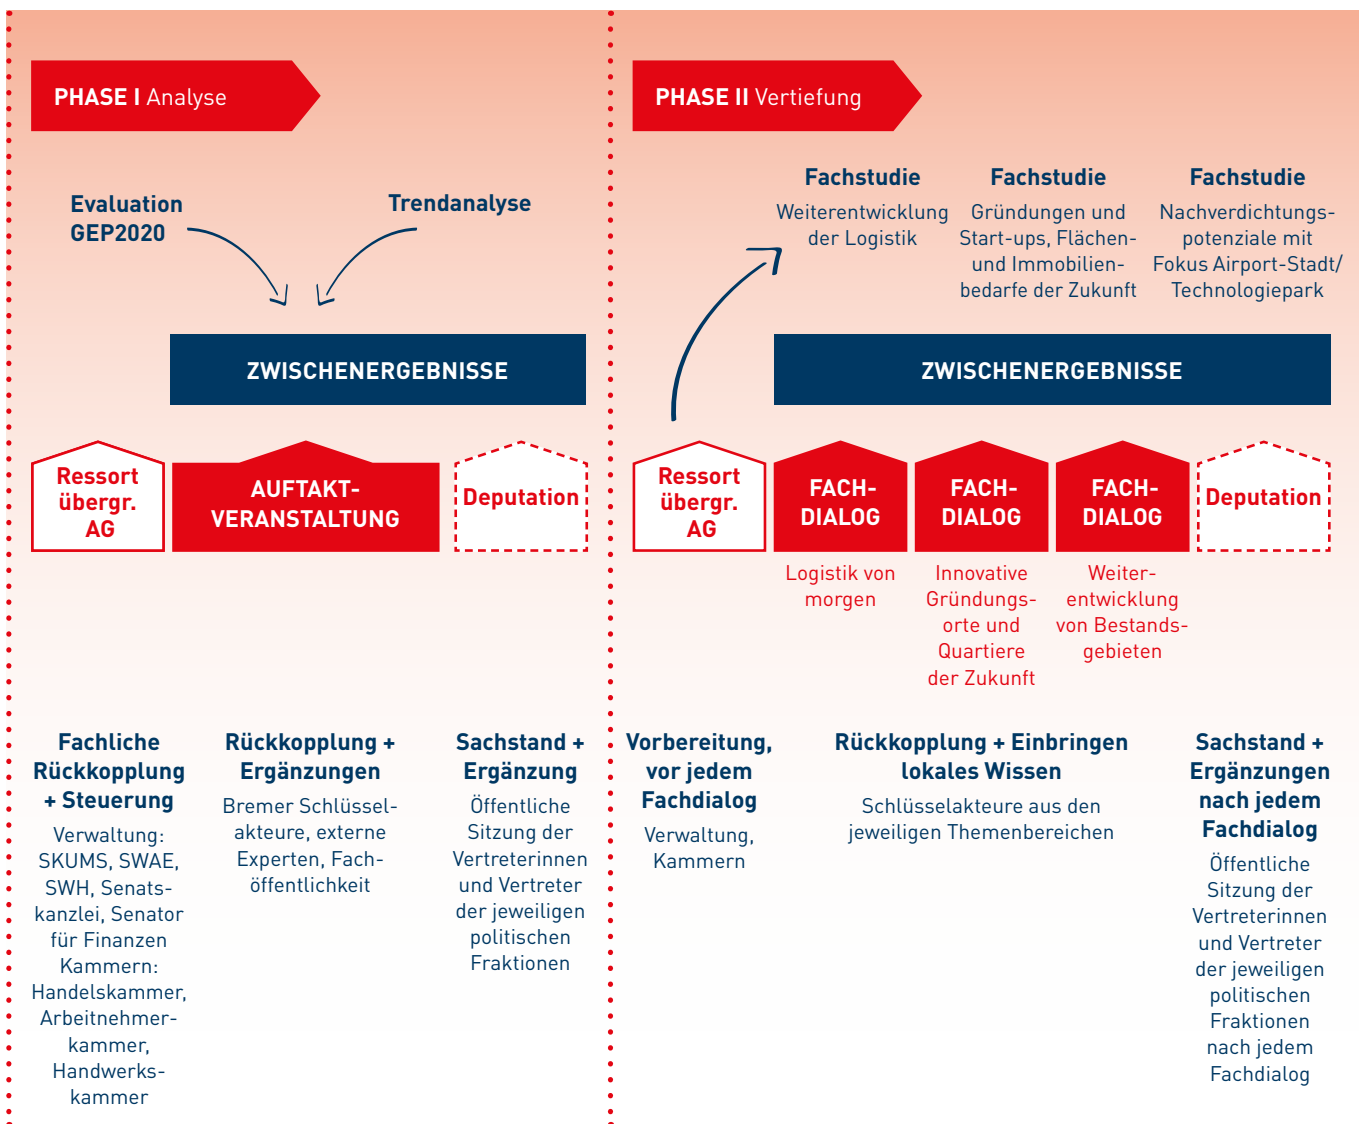 PHASE I Analyse
Evaluation
GEP2020
Trendanalyse
ZWISCHENERGEBNISSE
Ressort
übergr.
AG
AUFTAKT-
VERANSTALTUNG
Deputation
Fachliche
Rückkopplung
+ Steuerung
Verwaltung:
SKUMS, SWAE,
SWH, Senats-
kanzlei, Senator
für Finanzen
Kammern:
Handelskammer,
Arbeitnehmer-
kammer,
Handwerks-
kammer
Rückkopplung +
Ergänzungen
Bremer Schlüssel-
akteure, externe
Experten, Fach-
öffentlichkeit
Sachstand +
Ergänzung
Öffentliche
Sitzung der
Vertreterinnen
und Vertreter
der jeweiligen
politischen
Fraktionen
PHASE II Vertiefung
Fachstudie
Weiterentwicklung
der Logistik
Fachstudie
Gründungen und
Start-ups, Flächen-
und Immobilien-
bedarfe der Zukunft
Fachstudie
Nachverdichtungs-
potenziale mit
Fokus Airport-Stadt/
Technologiepark
ZWISCHENERGEBNISSE
Ressort
übergr.
AG
FACH-
DIALOG
Logistik von
morgen
FACH-
DIALOG
Innovative
Gründungs-
orte und
Quartiere
der Zukunft
FACH-
DIALOG
Weiter-
entwicklung
von Bestands-
gebieten
Deputation
Vorbereitung,
vor jedem
Fachdialog
Verwaltung,
Kammern
Rückkopplung + Einbringen
lokales Wissen
Schlüsselakteure aus den
jeweiligen Themenbereichen
Sachstand +
Ergänzungen
nach jedem
Fachdialog
Öffentliche
Sitzung der
Vertreterinnen
und Vertreter
der jeweiligen
politischen
Fraktionen
nach jedem
Fachdialog